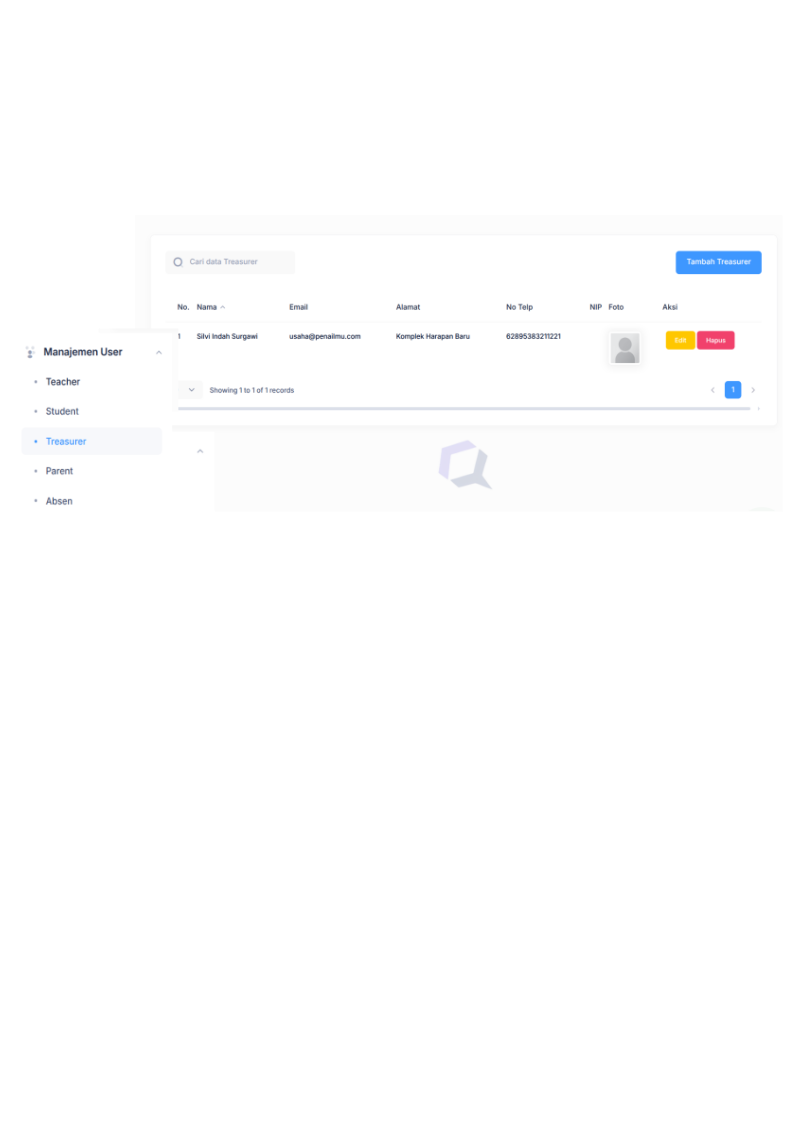 Cari data Treasurer
Tambah Treasurer
No. Nama Email Alamat No Telp NIP Foto Aksi
1 Silvi Indah Surgawi usaha@penailmu.com Komplek Harapan Baru 62895383211221 Edit Hapus
Showing 1 to 1 of 1 records
1
Manajemen User
Teacher
Student
Treasurer
Parent
Absen